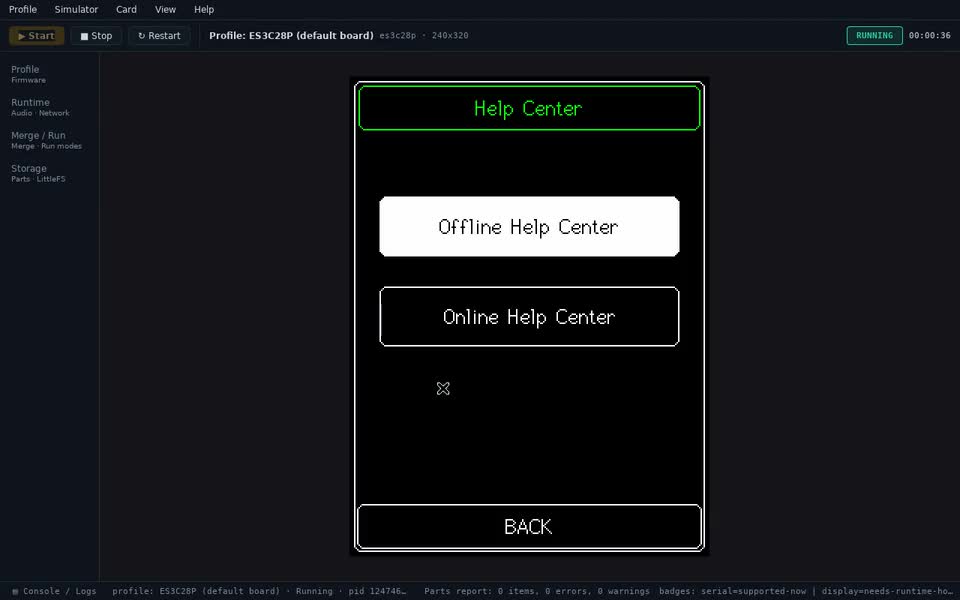 Profile Simulator Card View Help
▶ Start ■ Stop ↻ Restart Profile: ES3C28P (default board) es3c28p · 240x320 RUNNING 00:00:36
Profile
Firmware
Runtime
Audio · Network
Merge / Run
Merge · Run modes
Storage
Parts · LittleFS
Help Center
Offline Help Center
Online Help Center
BACK
Console / Logs profile: ES3C28P (default board) · Running · pid 124746… Parts report: 0 items, 0 errors, 0 warnings badges: serial=supported-now | display=needs-runtime-ho…